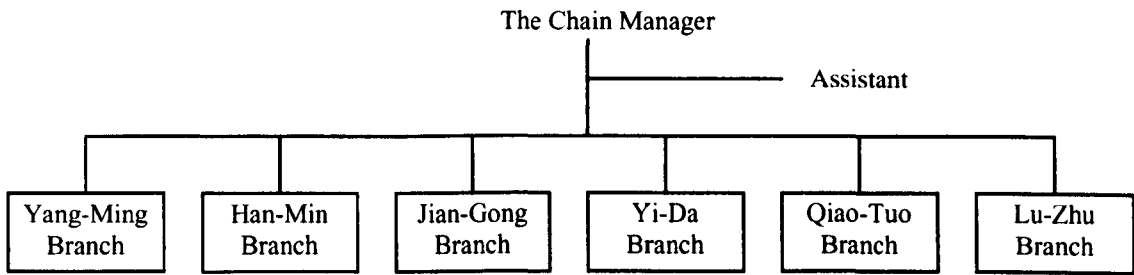 The Chain Manager
Assistant
Yang-Ming
Branch
Han-Min
Branch
Jian-Gong
Branch
Yi-Da
Branch
Qiao-Tuo
Branch
Lu-Zhu
Branch